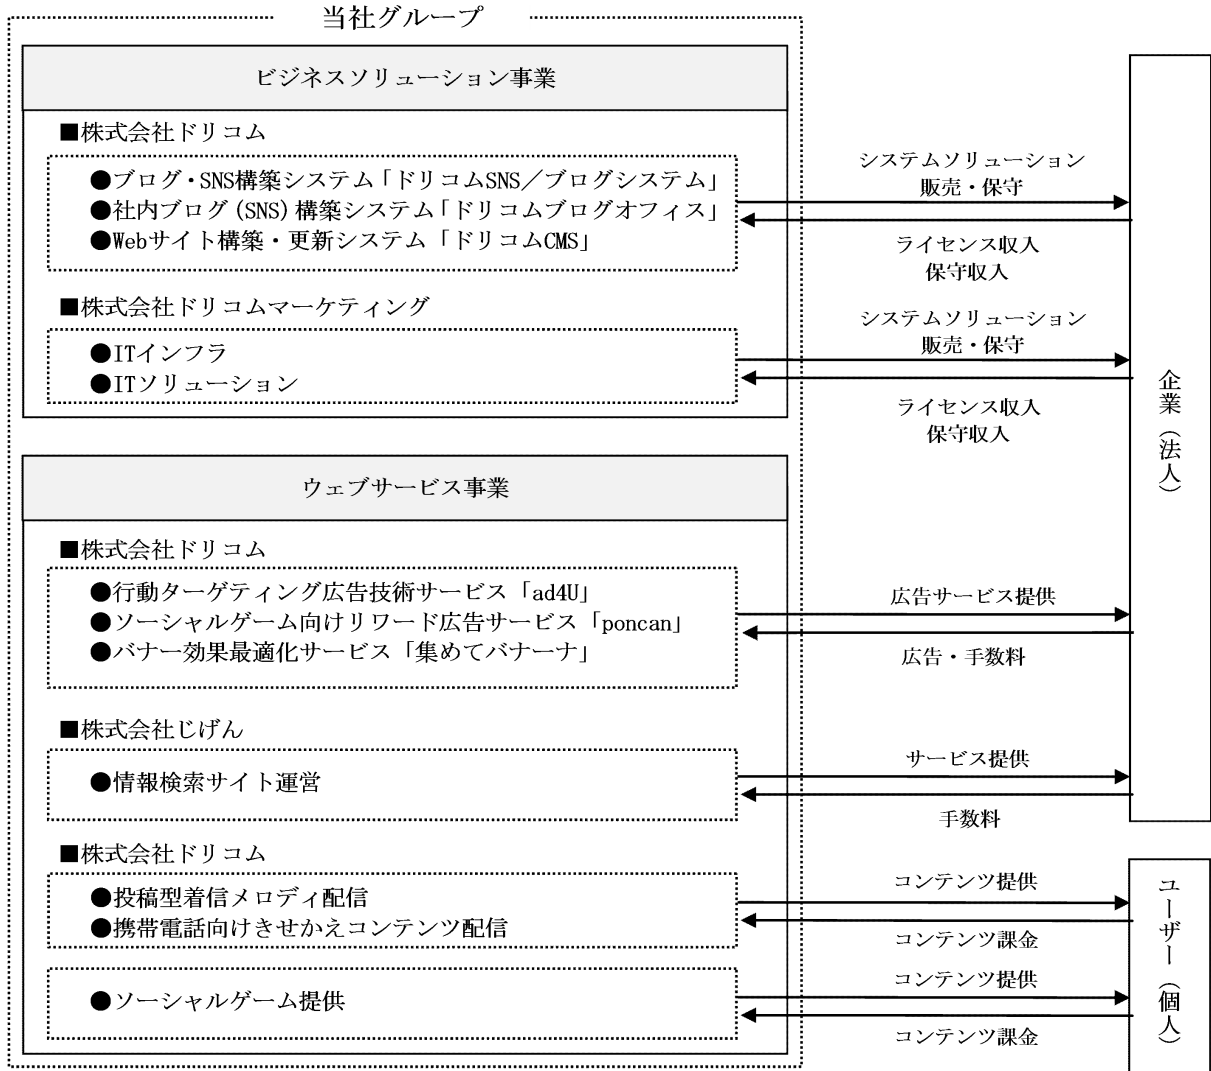 当社グループ
ビジネスソリューション事業
■株式会社ドリコム
●ブログ・SNS構築システム「ドリコムSNS／ブログシステム」
●社内ブログ(SNS)構築システム「ドリコムブログオフィス」
●Webサイト構築・更新システム「ドリコムCMS」
システムソリューション
販売・保守
ライセンス収入
保守収入
■株式会社ドリコムマーケティング
●ITインフラ
●ITソリューション
システムソリューション
販売・保守
ライセンス収入
保守収入
企業（法人）
ウェブサービス事業
■株式会社ドリコム
●行動ターゲティング広告技術サービス「ad4U」
●ソーシャルゲーム向けリワード広告サービス「poncan」
●バナー効果最適化サービス「集めてバナーナ」
広告サービス提供
広告・手数料
■株式会社じげん
●情報検索サイト運営
サービス提供
手数料
■株式会社ドリコム
●投稿型着信メロディ配信
●携帯電話向けきせかえコンテンツ配信
コンテンツ提供
コンテンツ課金
●ソーシャルゲーム提供
コンテンツ提供
コンテンツ課金
ユーザー（個人）